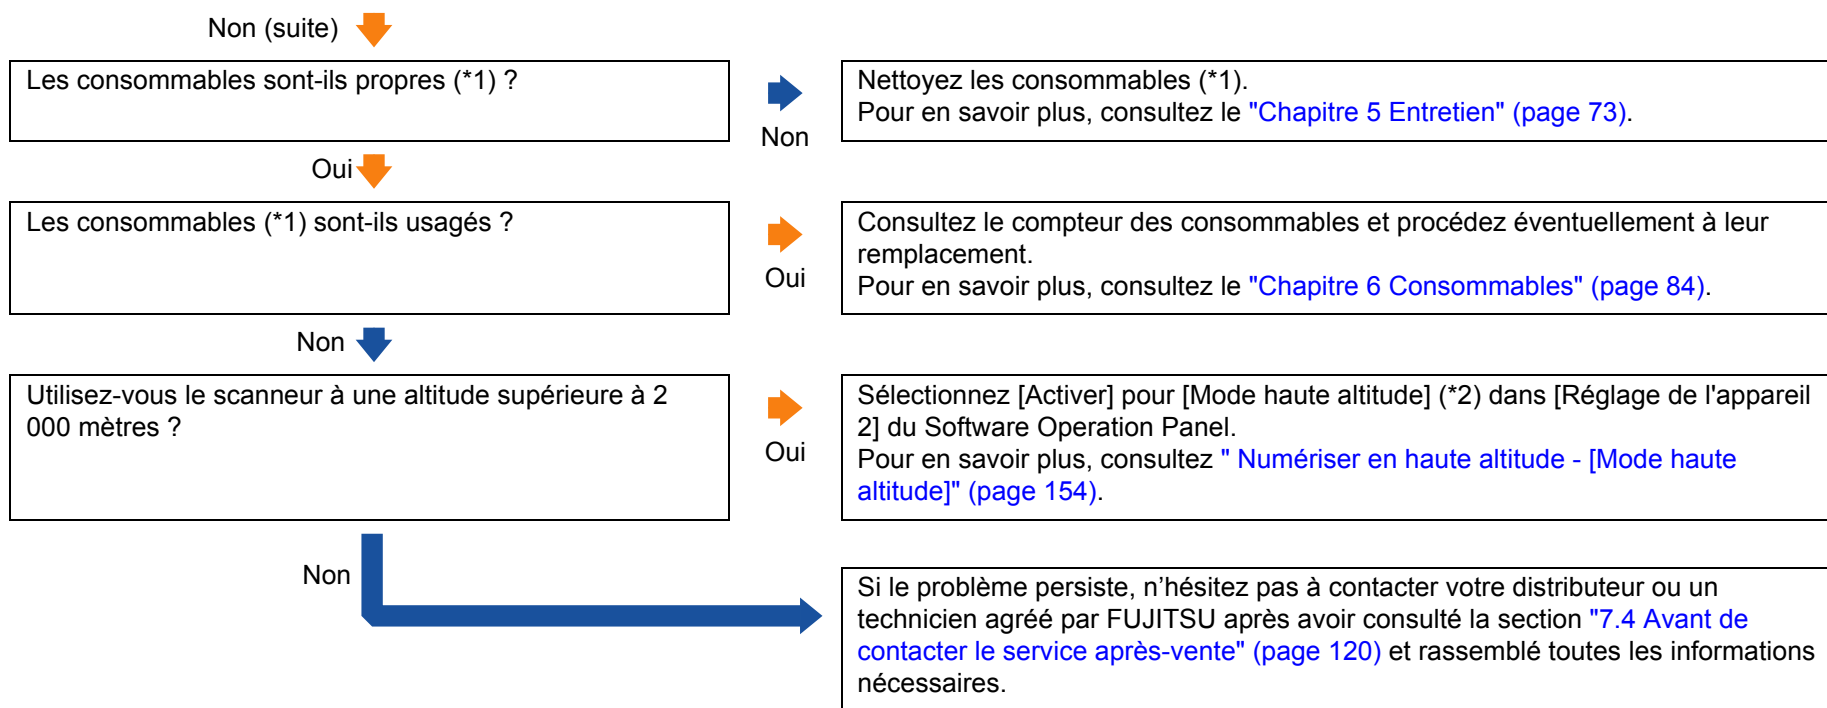 Non (suite)
Les consommables sont-ils propres (*1) ?
Non
Nettoyez les consommables (*1).
Pour en savoir plus, consultez le "Chapitre 5 Entretien" (page 73).
Oui
Les consommables (*1) sont-ils usagés ?
Oui
Consultez le compteur des consommables et procédez éventuellement à leur
remplacement.
Pour en savoir plus, consultez le "Chapitre 6 Consommables" (page 84).
Non
Utilisez-vous le scanneur à une altitude supérieure à 2
000 mètres ?
Oui
Sélectionnez [Activer] pour [Mode haute altitude] (*2) dans [Réglage de l'appareil
2] du Software Operation Panel.
Pour en savoir plus, consultez " Numériser en haute altitude - [Mode haute
altitude]" (page 154).
Non
Si le problème persiste, n’hésitez pas à contacter votre distributeur ou un
technicien agréé par FUJITSU après avoir consulté la section "7.4 Avant de
contacter le service après-vente" (page 120) et rassemblé toutes les informations
nécessaires.